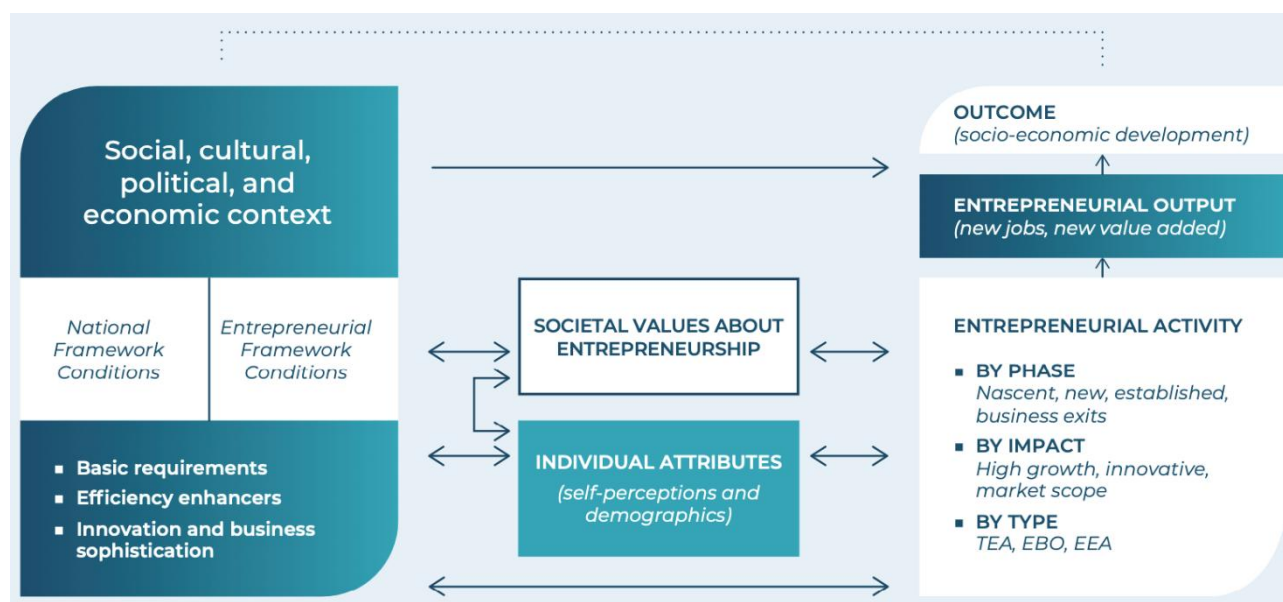 Social, cultural,
political, and
economic context
National
Framework
Conditions
Entrepreneurial
Framework
Conditions
▪ Basic requirements
▪ Efficiency enhancers
▪ Innovation and business
sophistication
SOCIETAL VALUES ABOUT
ENTREPRENEURSHIP
INDIVIDUAL ATTRIBUTES
(self-perceptions and
demographics)
OUTCOME
(socio-economic development)
ENTREPRENEURIAL OUTPUT
(new jobs, new value added)
ENTREPRENEURIAL ACTIVITY
▪ BY PHASE
Nascent, new, established,
business exits
▪ BY IMPACT
High growth, innovative,
market scope
▪ BY TYPE
TEA, EBO, EEA